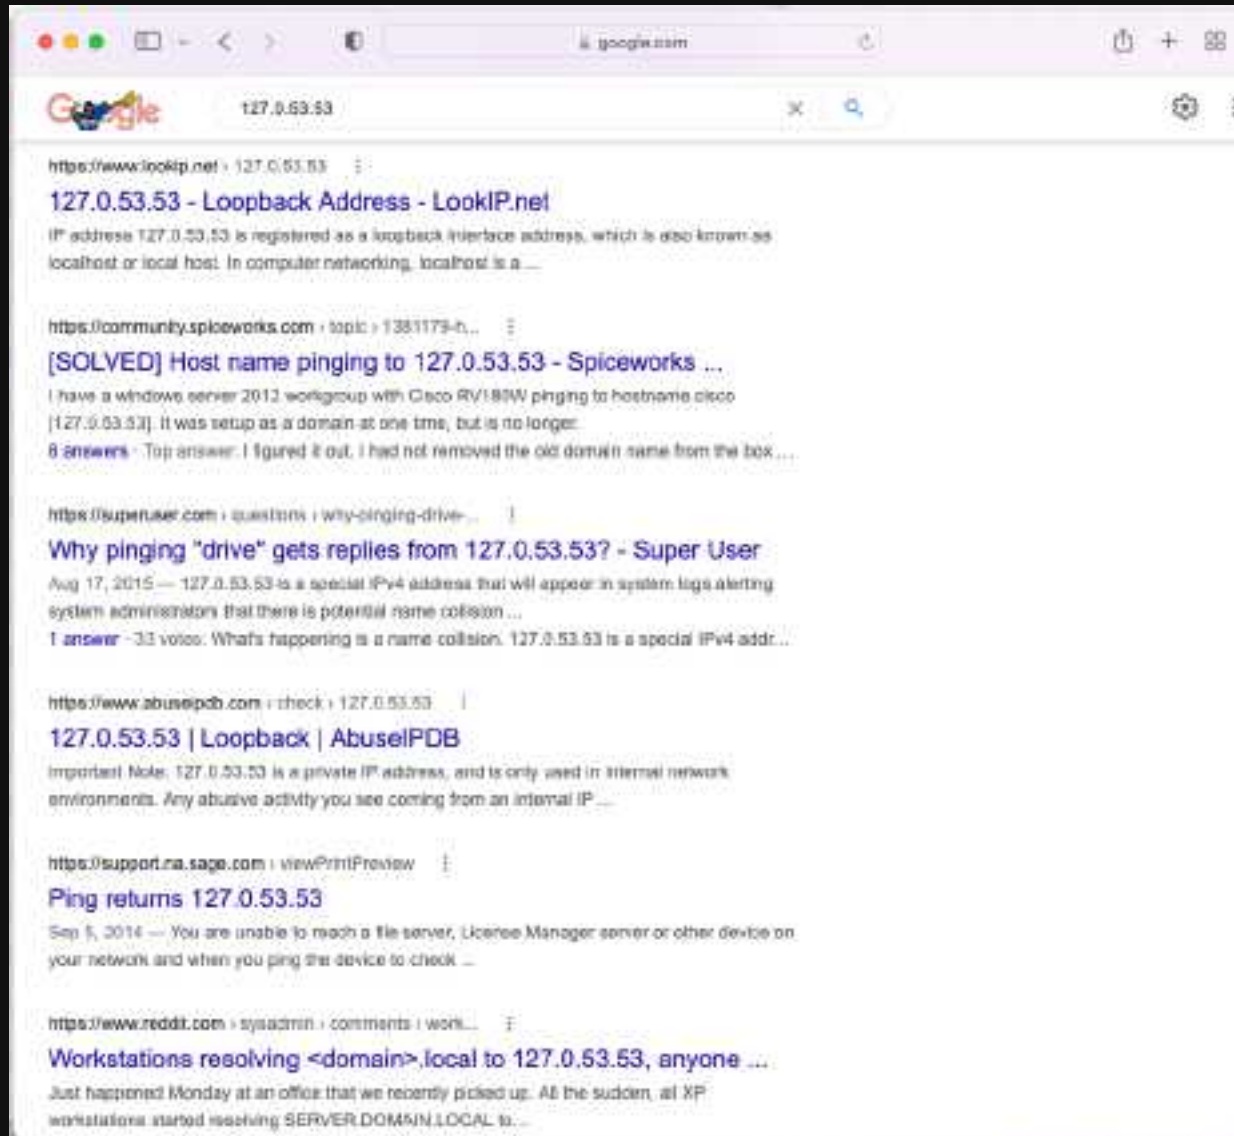 google.com
Google
127.0.53.53
https://www.lookip.net › 127.0.53.53
127.0.53.53 - Loopback Address - LookIP.net
IP address 127.0.53.53 is registered as a loopback interface address, which is also known as
localhost or local host. In computer networking, localhost is a ...
https://community.spiceworks.com › topic › 1381179-h...
[SOLVED] Host name pinging to 127.0.53.53 - Spiceworks ...
I have a windows server 2012 workgroup with Cisco RV180W pinging to hostname cisco
[127.0.53.53]. It was setup as a domain at one time, but is no longer.
6 answers · Top answer: I figured it out. I had not removed the old domain name from the box ...
https://superuser.com › questions › why-pinging-drive-...
Why pinging "drive" gets replies from 127.0.53.53? - Super User
Aug 17, 2015 — 127.0.53.53 is a special IPv4 address that will appear in system logs alerting
system administrators that there is potential name collision ...
1 answer · 33 votes: What's happening is a name collision. 127.0.53.53 is a special IPv4 addr...
https://www.abuseipdb.com › check › 127.0.53.53
127.0.53.53 | Loopback | AbuseIPDB
Important Note: 127.0.53.53 is a private IP address, and is only used in internal network
environments. Any abusive activity you see coming from an internal IP ...
https://support.na.sage.com › viewPrintPreview
Ping returns 127.0.53.53
Sep 5, 2014 — You are unable to reach a file server, License Manager server or other device on
your network and when you ping the device to check ...
https://www.reddit.com › sysadmin › comments › work...
Workstations resolving <domain>.local to 127.0.53.53, anyone ...
Just happened Monday at an office that we recently picked up. All the sudden, all XP
workstations started resolving SERVER.DOMAIN.LOCAL to...